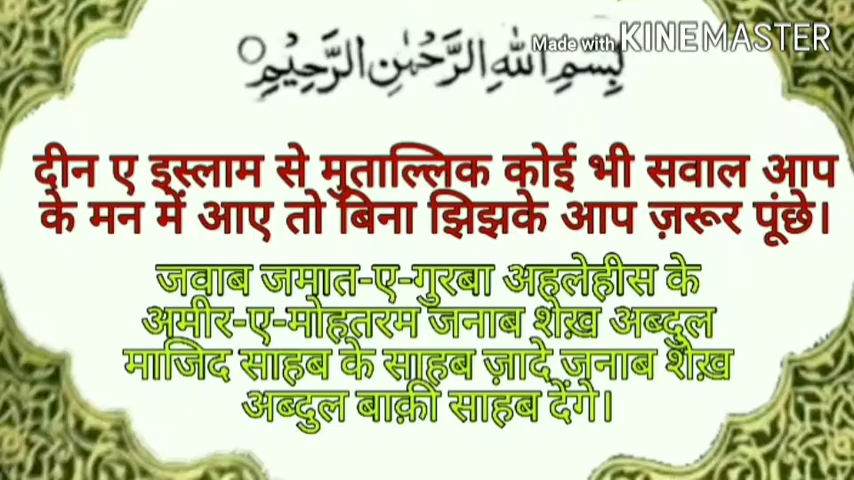 Made with KINEMASTER
بِسْمِ اللهِ الرَّحْمٰنِ الرَّحِيْمِ
दीन ए इस्लाम से मुताल्लिक कोई भी सवाल आप
के मन में आए तो बिना झिझके आप ज़रूर पूंछे।
जवाब जमात-ए-गुरबा अहलेहीस के
अमीर-ए-मोहतरम जनाब शेख़ अब्दुल
माजिद साहब के साहब ज़ादे जनाब शेख़
अब्दुल बाक़ी साहब देंगे।